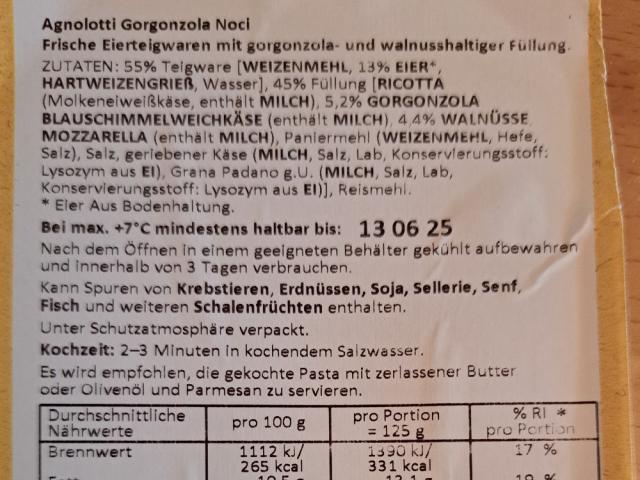 Agnolotti Gorgonzola Noci
Frische Eierteigwaren mit gorgonzola- und walnusshaltiger Füllung.
ZUTATEN: 55% Teigware [WEIZENMEHL, 13% EIER*,
HARTWEIZENGRIEß, Wasser], 45% Füllung [RICOTTA
(Molkeneiweißkäse, enthält MILCH), 5,2% GORGONZOLA
BLAUSCHIMMELWEICHKÄSE (enthält MILCH), 4,4% WALNÜSSE,
MOZZARELLA (enthält MILCH), Paniermehl (WEIZENMEHL, Hefe,
Salz), Salz, geriebener Käse (MILCH, Salz, Lab, Konservierungsstoff:
Lysozym aus EI), Grana Padano g.U. (MILCH, Salz, Lab,
Konservierungsstoff: Lysozym aus EI)], Reismehl.
* Eier Aus Bodenhaltung.
Bei max. +7°C mindestens haltbar bis: 13 06 25
Nach dem Öffnen in einem geeigneten Behälter gekühlt aufbewahren
und innerhalb von 3 Tagen verbrauchen.
Kann Spuren von Krebstieren, Erdnüssen, Soja, Sellerie, Senf,
Fisch und weiteren Schalenfrüchten enthalten.
Unter Schutzatmosphäre verpackt.
Kochzeit: 2–3 Minuten in kochendem Salzwasser.
Es wird empfohlen, die gekochte Pasta mit zerlassener Butter
oder Olivenöl und Parmesan zu servieren.
Durchschnittliche pro 100 g pro Portion % RI *
Nährwerte = 125 g pro Portion
Brennwert 1112 kJ/ 1390 kJ/ 17 %
265 kcal 331 kcal